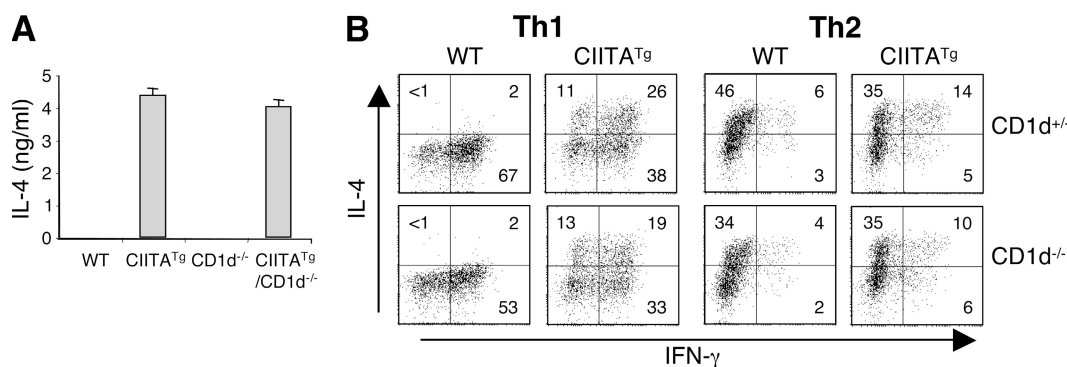 A
IL-4 (ng/ml)
5
4
3
2
1
0
WT CIITATg CD1d-/- CIITATg
/CD1d-/-
B
Th1 Th2
WT CIITATg WT CIITATg
<1 2 11 26 46 6 35 14
67 38 3 5
CD1d+/-
<1 2 13 19 34 4 35 10
53 33 2 6
CD1d-/-
IL-4
IFN-γ